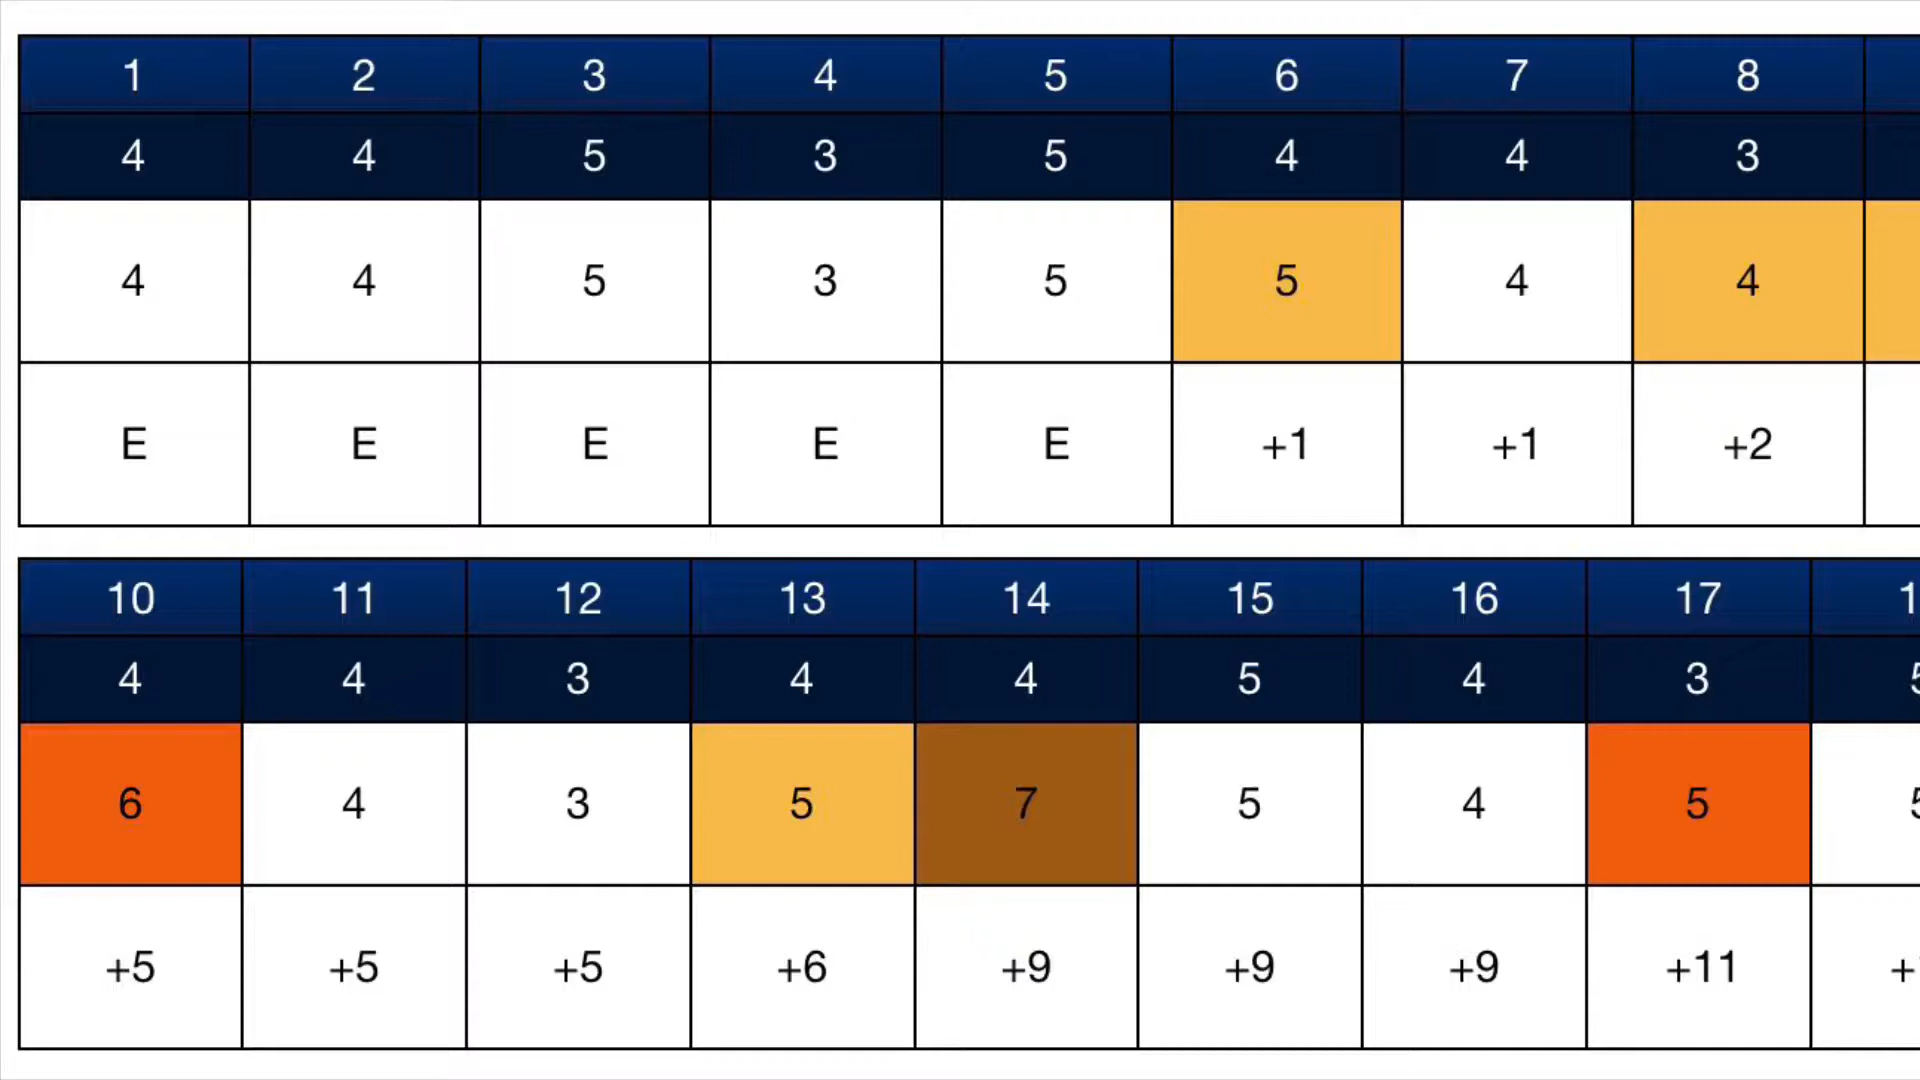 1 2 3 4 5 6 7 8
4 4 5 3 5 4 4 3
4 4 5 3 5 5 4 4
E E E E E +1 +1 +2
10 11 12 13 14 15 16 17
4 4 3 4 4 5 4 3
6 4 3 5 7 5 4 5
+5 +5 +5 +6 +9 +9 +9 +11